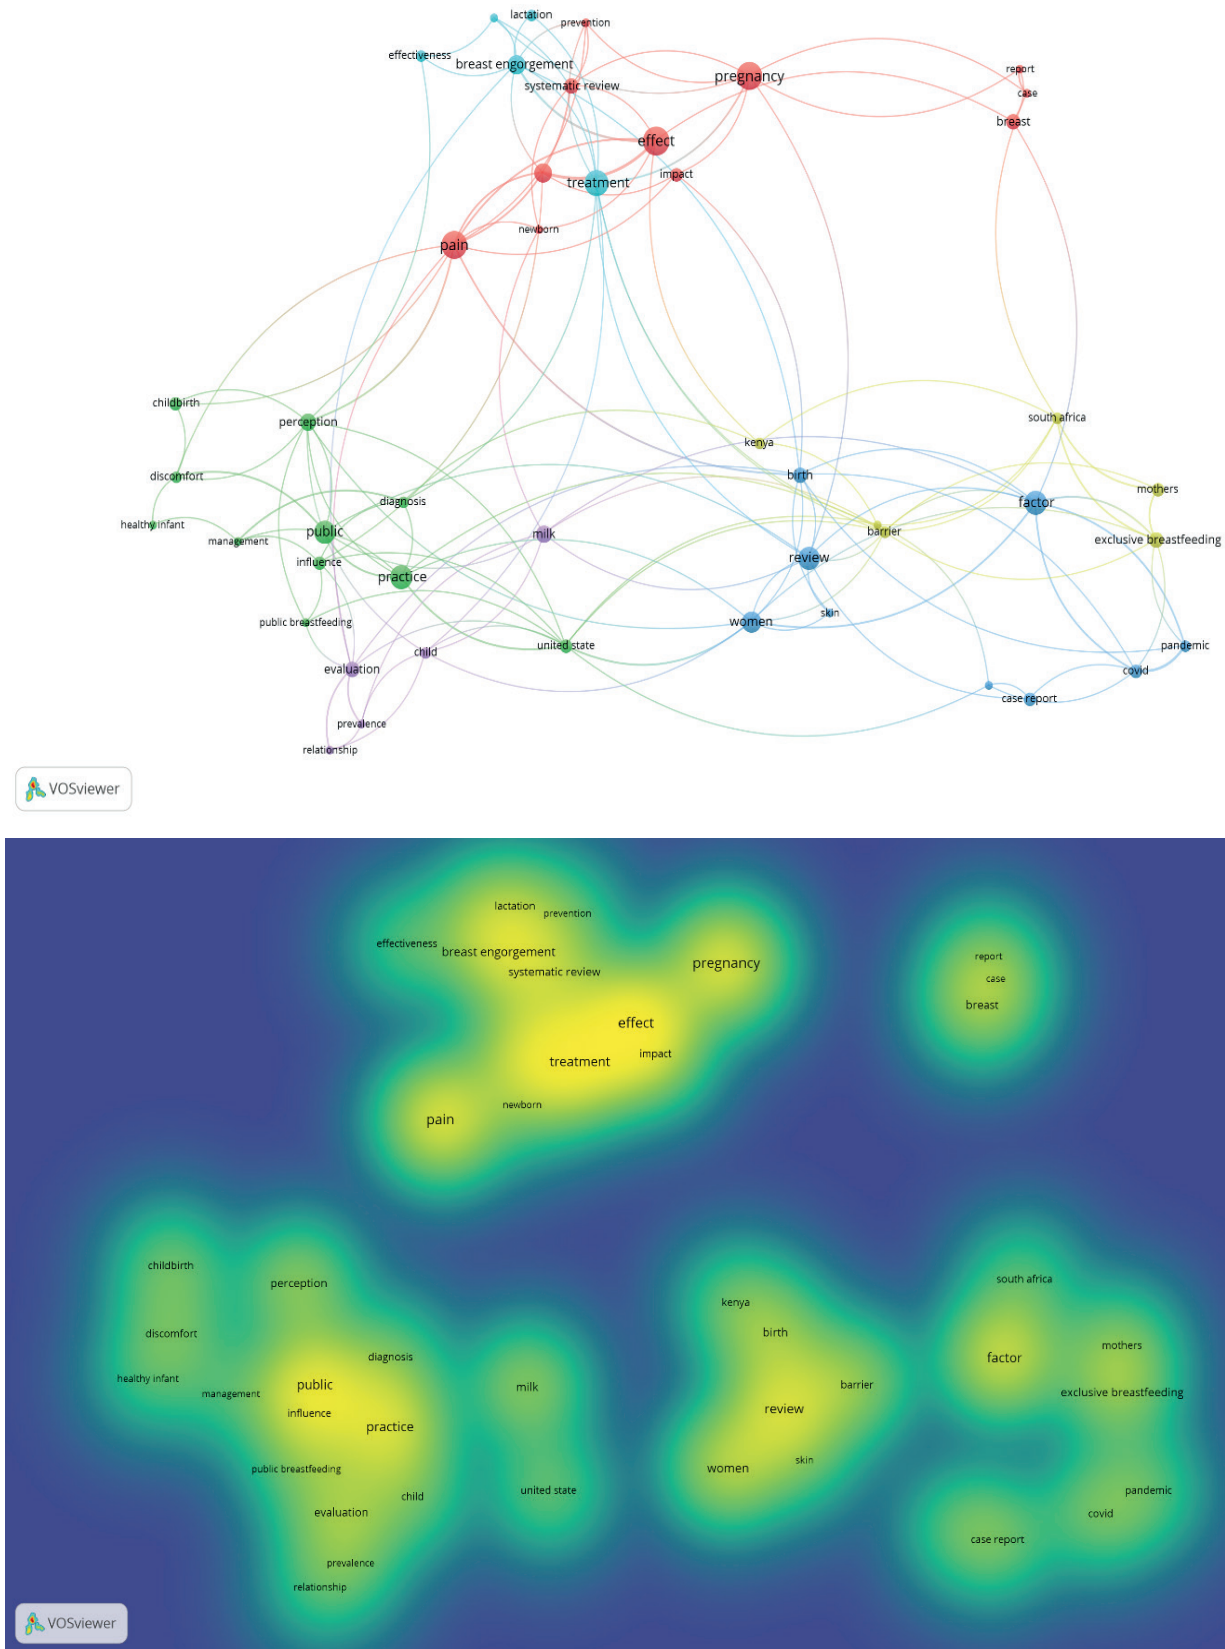 lactation
prevention
effectiveness
breast engorgement
systematic review
pregnancy
report
case
breast
effect
treatment
impact
newborn
pain
childbirth
perception
south africa
kenya
discomfort
birth
mothers
diagnosis
factor
healthy infant
public
milk
barrier
management
exclusive breastfeeding
influence
review
practice
skin
public breastfeeding
women
united state
pandemic
child
evaluation
covid
case report
prevalence
relationship
VOSviewer
lactation
prevention
effectiveness
breast engorgement
systematic review
pregnancy
report
case
breast
effect
treatment
impact
newborn
pain
childbirth
perception
south africa
kenya
discomfort
birth
mothers
diagnosis
factor
healthy infant
public
milk
barrier
management
exclusive breastfeeding
influence
review
practice
skin
public breastfeeding
women
united state
pandemic
child
evaluation
covid
case report
prevalence
relationship
VOSviewer